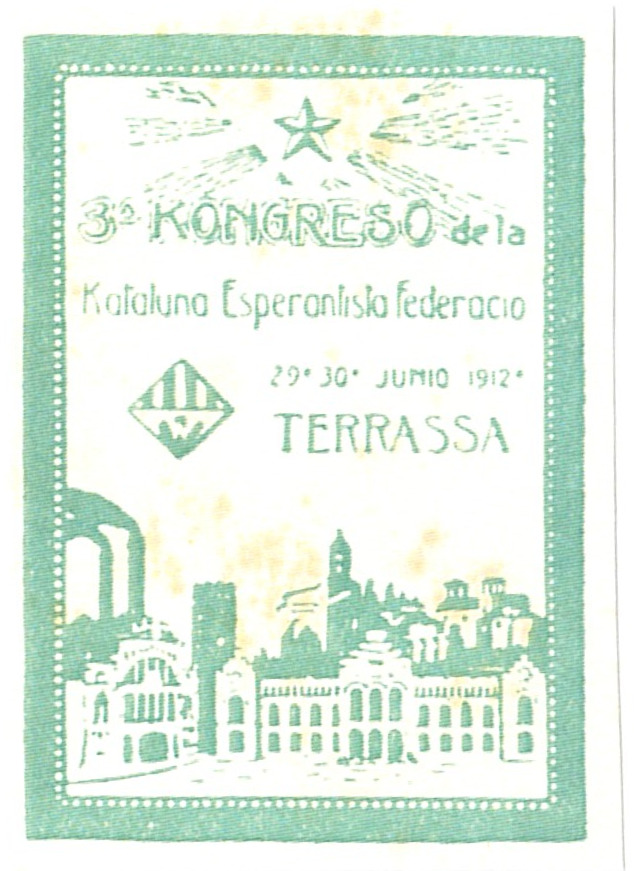 3ª KONGRESO de la
Kataluna Esperantista Federacio
29ª 30ª JUNIO 1912ª
TERRASSA